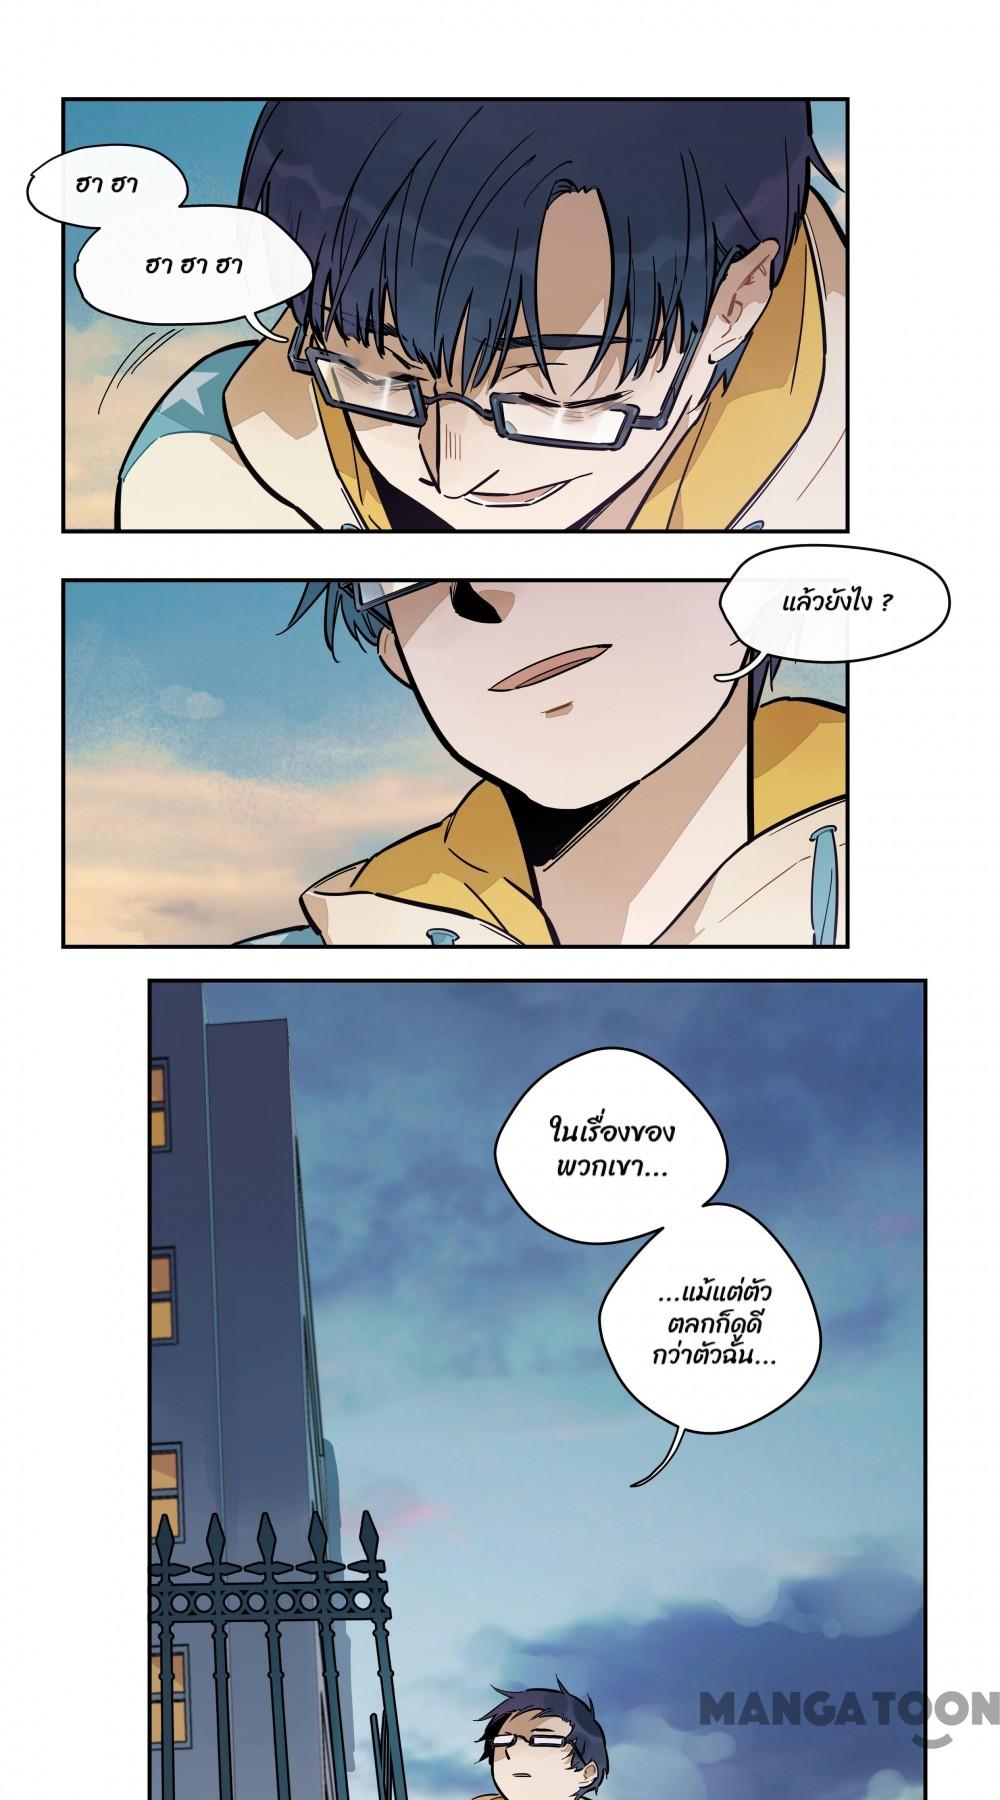 ฮา ฮา
ฮา ฮา ฮา
แล้วยังไง ?
ในเรื่องของ
พวกเขา...
...แม้แต่ตัว
ตลกก็ดูดี
กว่าตัวฉัน...
MANGATOON